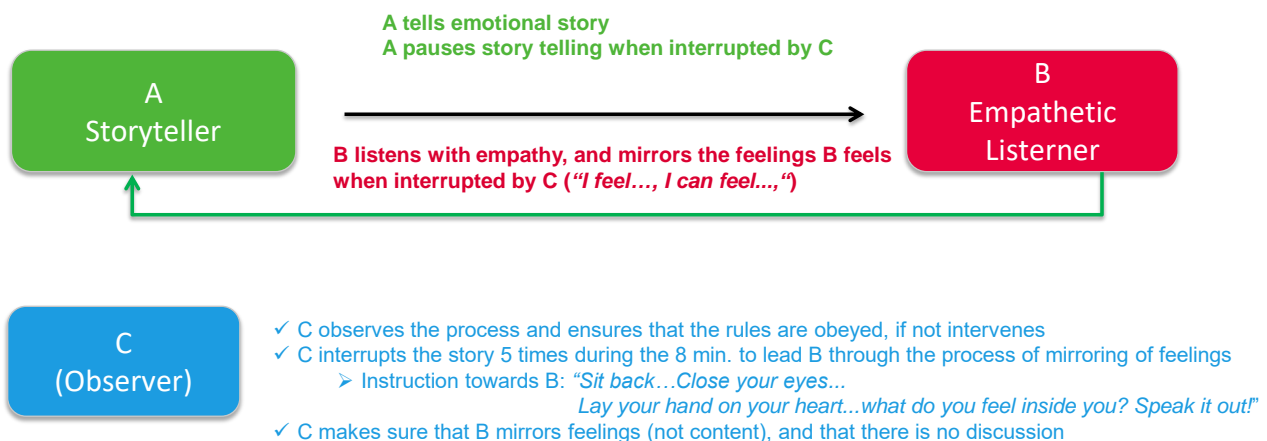 A tells emotional story
A pauses story telling when interrupted by C
A
Storyteller
B
Empathetic
Listerner
B listens with empathy, and mirrors the feelings B feels
when interrupted by C (“I feel…, I can feel...,“)
C
(Observer)
✓ C observes the process and ensures that the rules are obeyed, if not intervenes
✓ C interrupts the story 5 times during the 8 min. to lead B through the process of mirroring of feelings
➢ Instruction towards B: “Sit back…Close your eyes...
Lay your hand on your heart...what do you feel inside you? Speak it out!”
✓ C makes sure that B mirrors feelings (not content), and that there is no discussion